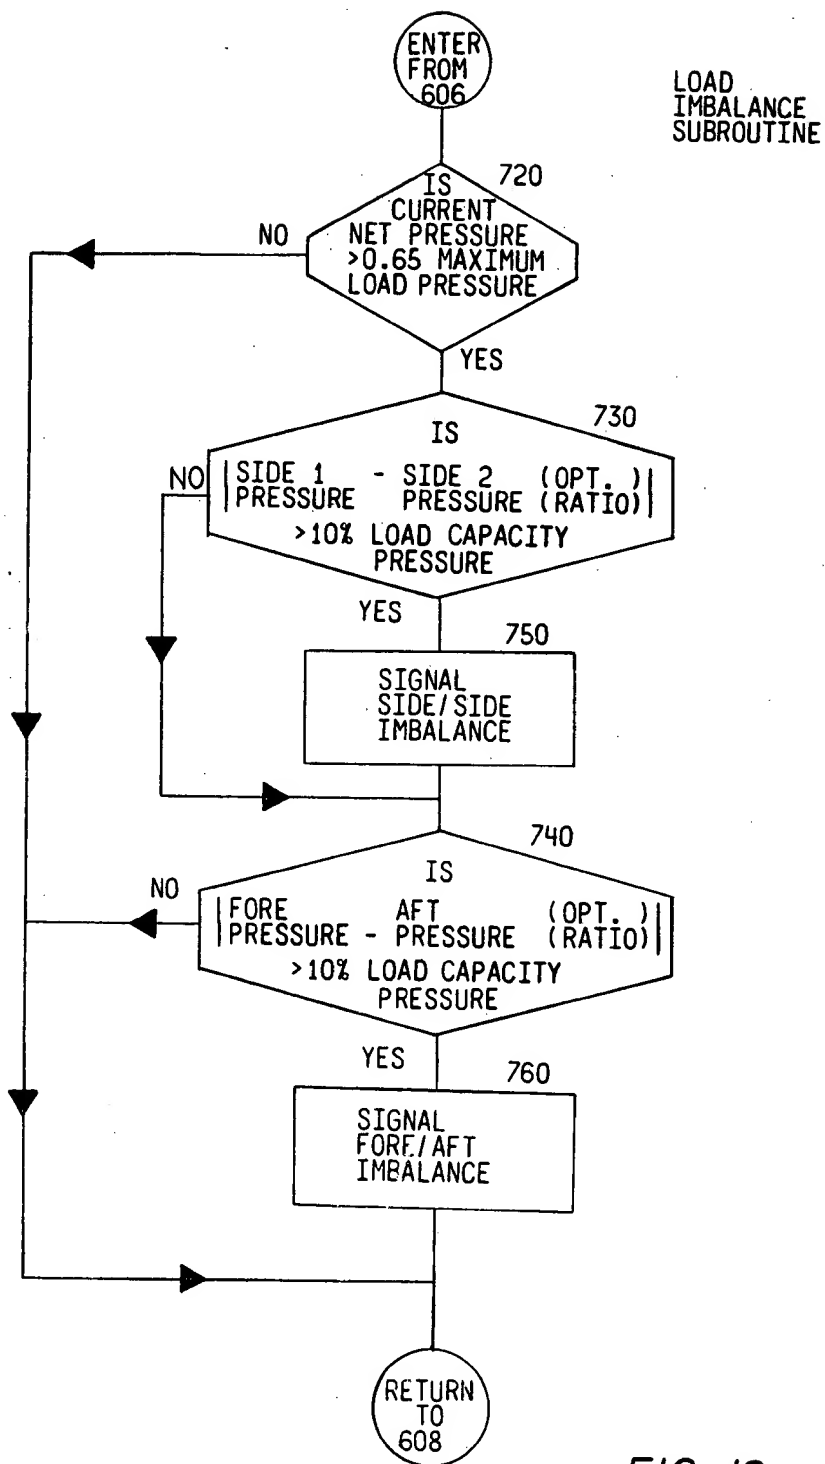 ENTER
FROM
606
LOAD
IMBALANCE
SUBROUTINE
720
IS
CURRENT
NET PRESSURE
>0.65 MAXIMUM
LOAD PRESSURE
NO
YES
730
IS
|SIDE 1 - SIDE 2 (OPT. )|
|PRESSURE PRESSURE (RATIO)|
>10% LOAD CAPACITY
PRESSURE
NO
YES
750
SIGNAL
SIDE/SIDE
IMBALANCE
740
IS
|FORE AFT (OPT. )|
|PRESSURE - PRESSURE (RATIO)|
>10% LOAD CAPACITY
PRESSURE
NO
YES
760
SIGNAL
FORE/AFT
IMBALANCE
RETURN
TO
608